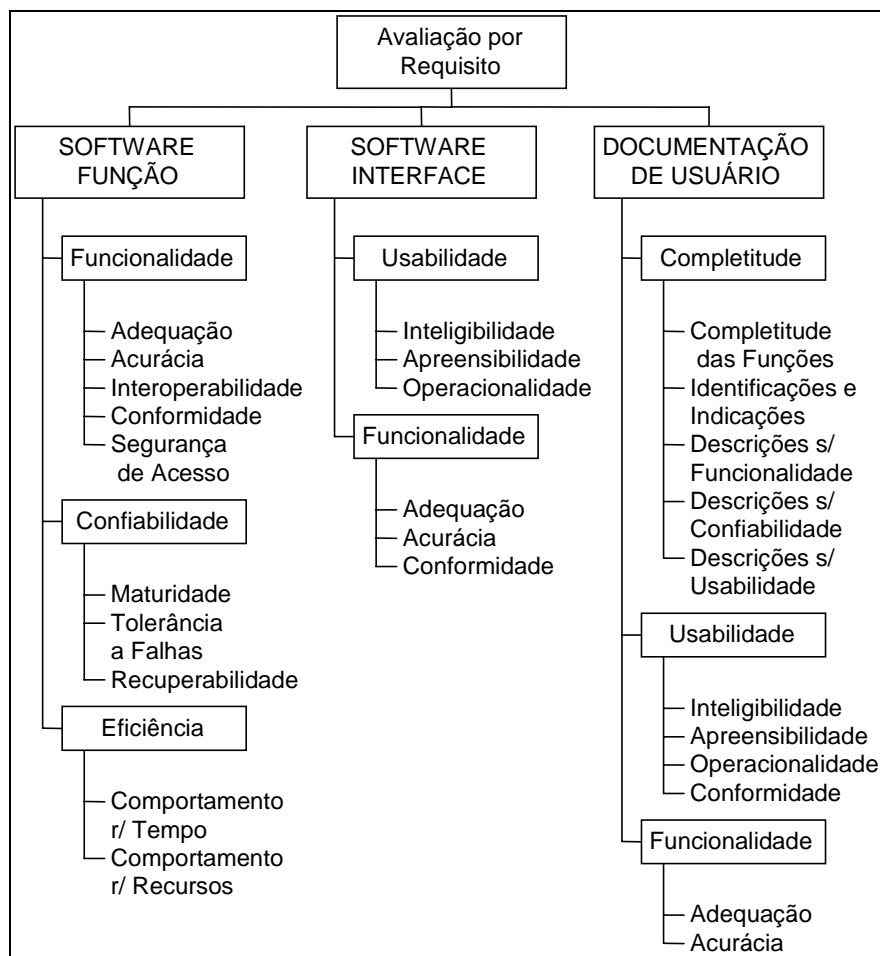 Avaliação por
Requisito
SOFTWARE
FUNÇÃO
Funcionalidade
Adequação
Acurácia
Interoperabilidade
Conformidade
Segurança
de Acesso
Confiabilidade
Maturidade
Tolerância
a Falhas
Recuperabilidade
Eficiência
Comportamento
r/ Tempo
Comportamento
r/ Recursos
SOFTWARE
INTERFACE
Usabilidade
Inteligibilidade
Apreensibilidade
Operacionalidade
Funcionalidade
Adequação
Acurácia
Conformidade
DOCUMENTAÇÃO
DE USUÁRIO
Completitude
Completitude
das Funções
Identificações e
Indicações
Descrições s/
Funcionalidade
Descrições s/
Confiabilidade
Descrições s/
Usabilidade
Usabilidade
Inteligibilidade
Apreensibilidade
Operacionalidade
Conformidade
Funcionalidade
Adequação
Acurácia